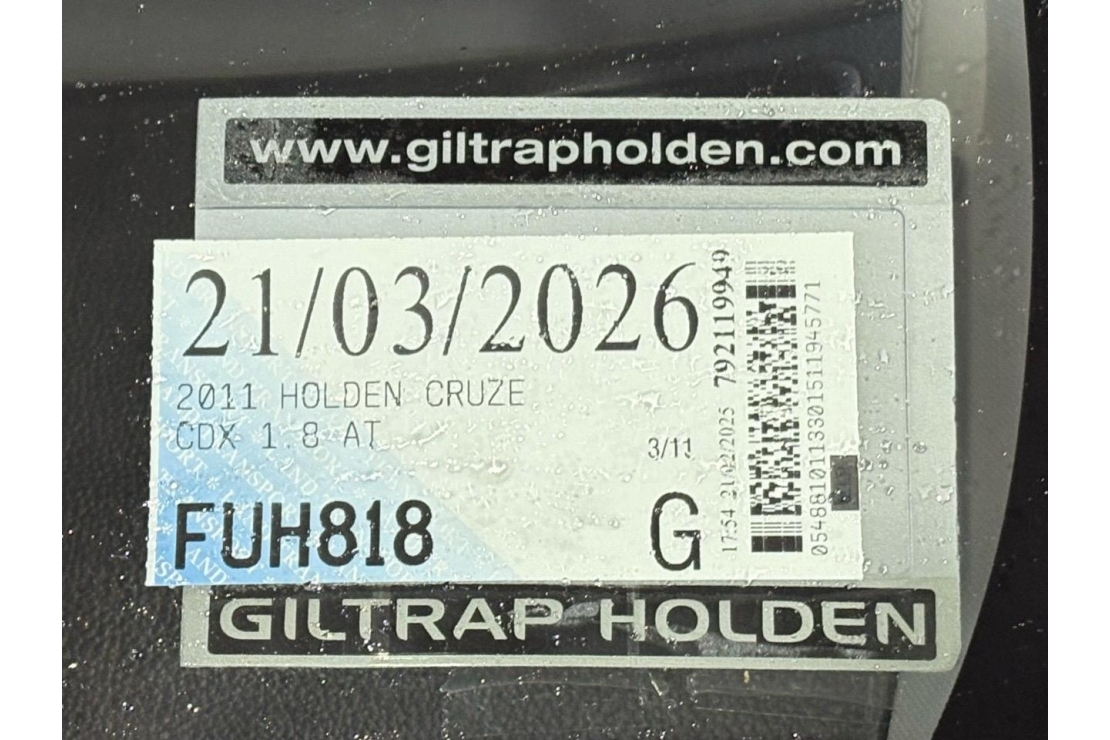 www.giltrapholden.com
21/03/2026
2011 HOLDEN CRUZE
CDX 1.8 AT
3/11
FUH818
G
17:54 21/02/2025 792119949
0548810113301511945771
GILTRAP HOLDEN